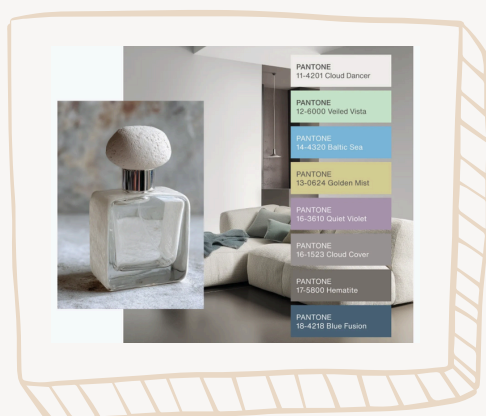 PANTONE
11-4201 Cloud Dancer
PANTONE
12-6000 Veiled Vista
PANTONE
14-4320 Baltic Sea
PANTONE
13-0624 Golden Mist
PANTONE
16-3610 Quiet Violet
PANTONE
16-1523 Cloud Cover
PANTONE
17-5800 Hematite
PANTONE
18-4218 Blue Fusion